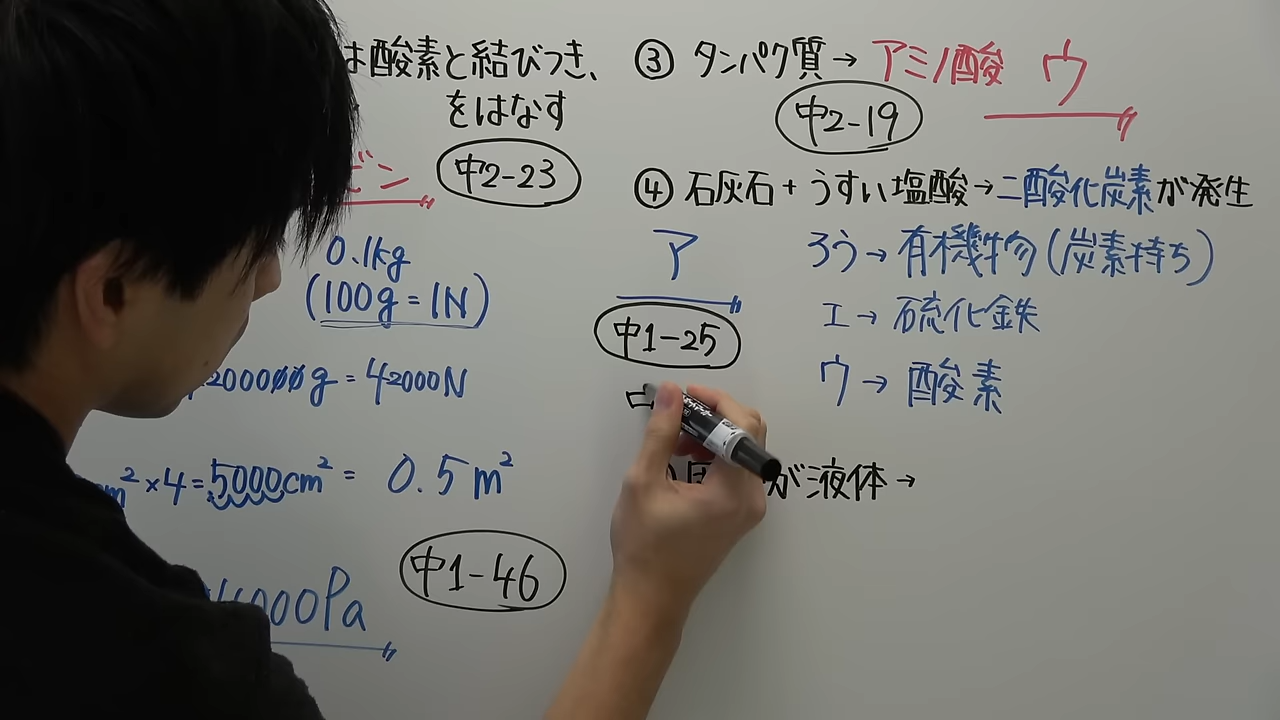 は酸素と結びつき、
をはなす
ビン
中2-23
0.1kg
(100g=1N)
g=42000N
cm²×4=5000cm²= 0.5m²
000Pa
中1-46
③ タンパク質→アミノ酸 ウ
中2-19
④ 石灰石+うすい塩酸→二酸化炭素が発生
ア
ろう→有機物(炭素持ち)
中1-25
エ→硫化鉄
ウ→酸素
が液体→